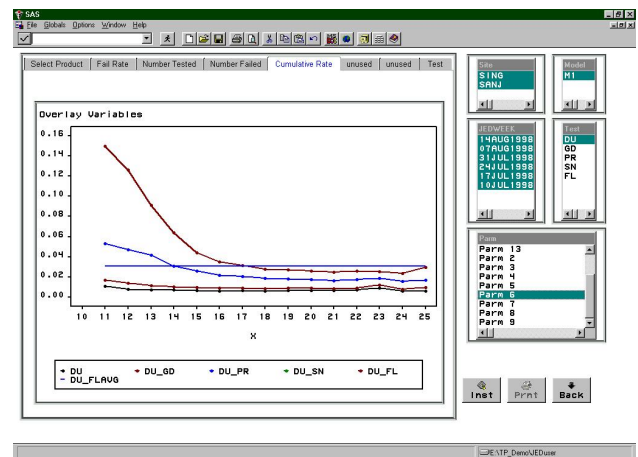 SAS
File Globals Options Window Help
Select Product Fail Rate Number Tested Number Failed Cumulative Rate unused unused Test
Overlay Variables
0.16
0.14
0.12
0.10
0.08
0.06
0.04
0.02
0.00
10 11 12 13 14 15 16 17 18 19 20 21 22 23 24 25
X
DU DU_GD DU_PR DU_SN DU_FL
DU_FLAVG
Site
SING
SANJ
Model
M1
JEDWEEK
14AUG1998
07AUG1998
31JUL1998
24JUL1998
17JUL1998
10JUL1998
Test
DU
GD
PR
SN
FL
Parm
Parm 13
Parm 2
Parm 3
Parm 4
Parm 5
Parm 6
Parm 7
Parm 8
Parm 9
Inst Prnt Back
E:\TP_Demo\JEDuser